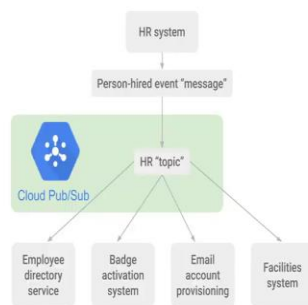 HR system
Person-hired event “message”
HR “topic”
Cloud Pub/Sub
Employee
directory
service
Badge
activation
system
Email
account
provisioning
Facilities
system